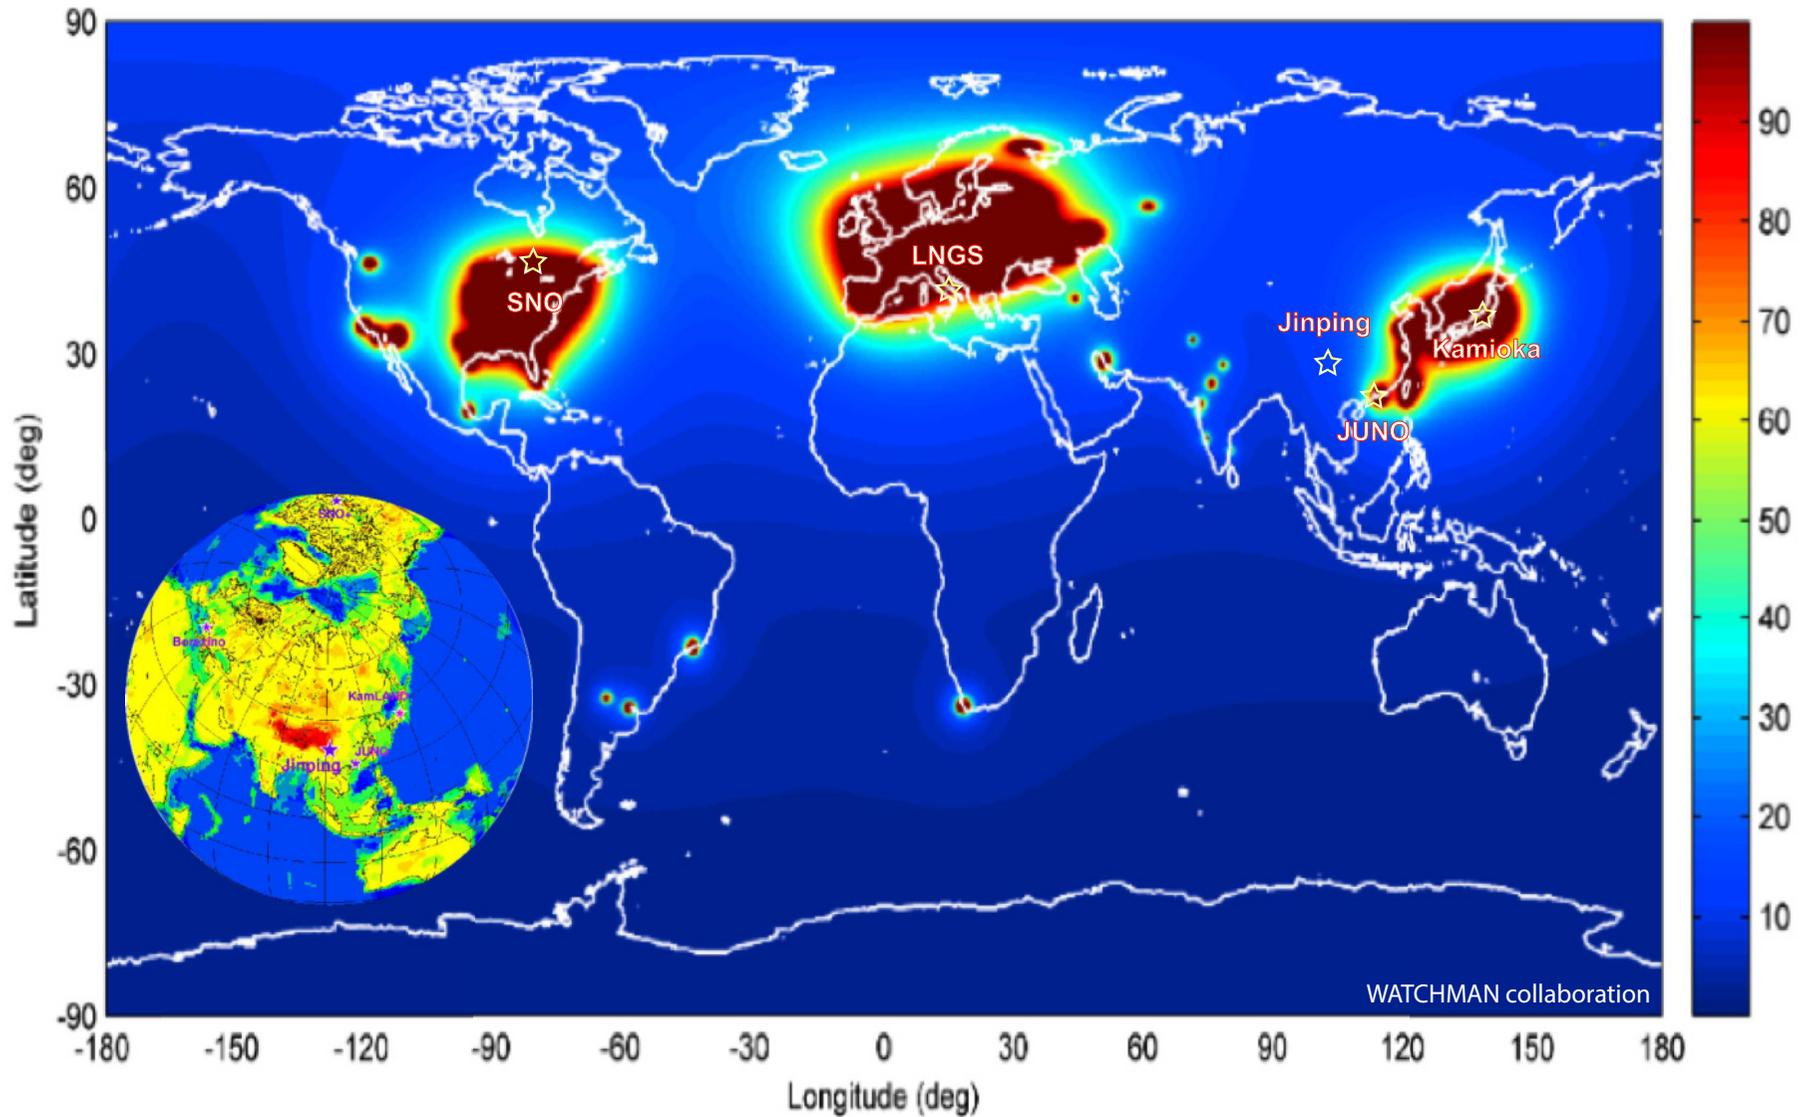 90
60
30
0
-30
-60
-90
Latitude (deg)
-180
-150
-120
-90
-60
-30
0
30
60
90
120
150
180
Longitude (deg)
90
80
70
60
50
40
30
20
10
SNO
LNGS
Jinping
Kamioka
JUNO
SNO+
Borexino
KamLAND
JUNO
Jinping
WATCHMAN collaboration